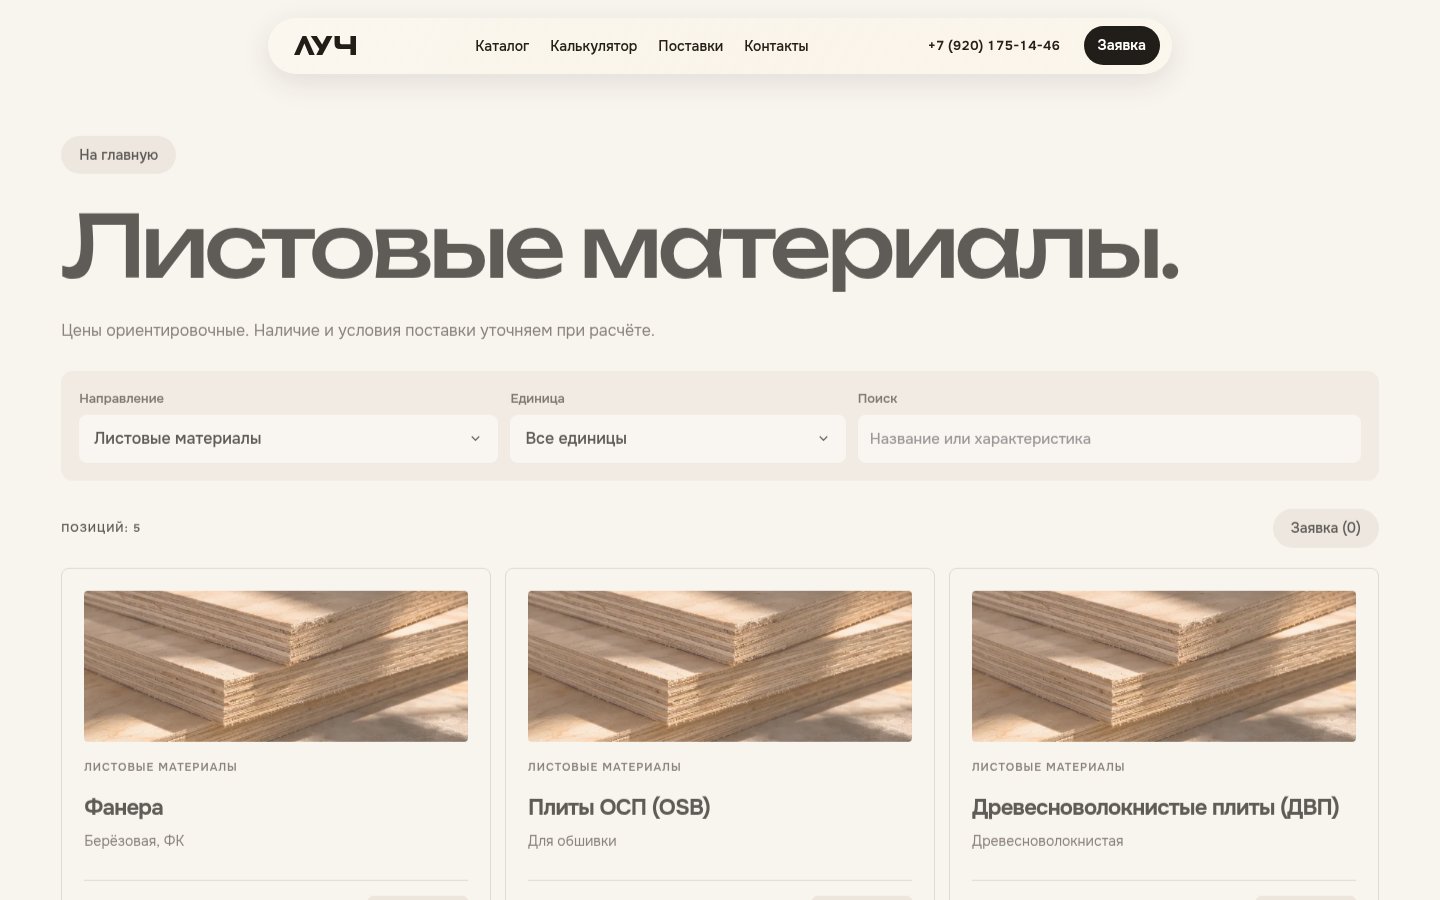 ЛУЧ
Каталог Калькулятор Поставки Контакты
+7 (920) 175-14-46
Заявка
На главную
Листовые материалы.
Цены ориентировочные. Наличие и условия поставки уточняем при расчёте.
Направление Единица Поиск
Листовые материалы Все единицы Название или характеристика
ПОЗИЦИЙ: 5
Заявка (0)
ЛИСТОВЫЕ МАТЕРИАЛЫ
Фанера
Берёзовая, ФК
ЛИСТОВЫЕ МАТЕРИАЛЫ
Плиты ОСП (OSB)
Для обшивки
ЛИСТОВЫЕ МАТЕРИАЛЫ
Древесноволокнистые плиты (ДВП)
Древесноволокнистая